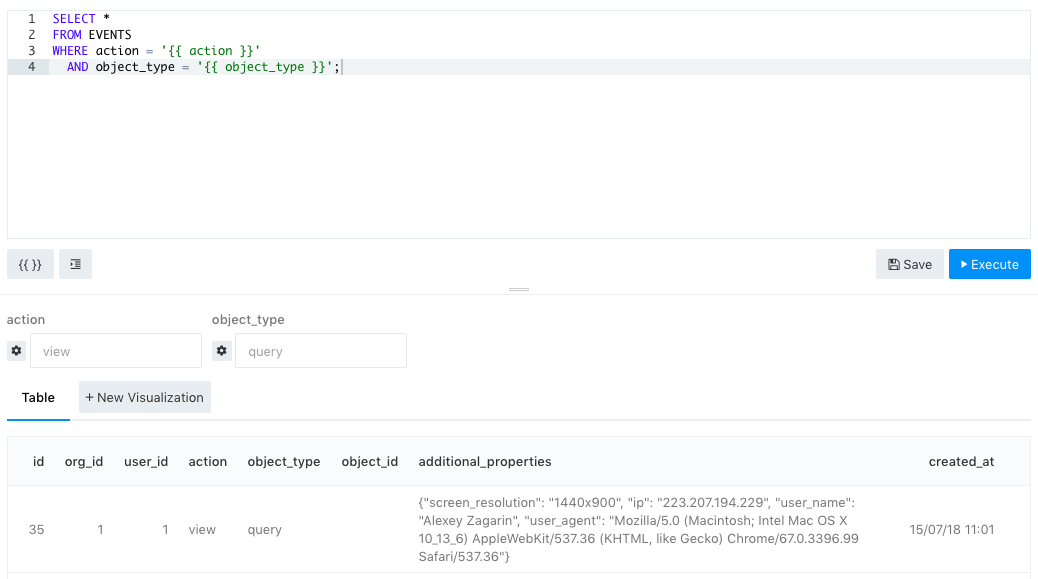 1 SELECT *
2 FROM EVENTS
3 WHERE action = '{{ action }}'
4 AND object_type = '{{ object_type }}';
{{ }} Save Execute
action object_type
view query
Table + New Visualization
id org_id user_id action object_type object_id additional_properties created_at
{"screen_resolution": "1440x900", "ip": "223.207.194.229", "user_name":
"Alexey Zagarin", "user_agent": "Mozilla/5.0 (Macintosh; Intel Mac OS X
35 1 1 view query 10_13_6) AppleWebKit/537.36 (KHTML, like Gecko) Chrome/67.0.3396.99 15/07/18 11:01
Safari/537.36"}